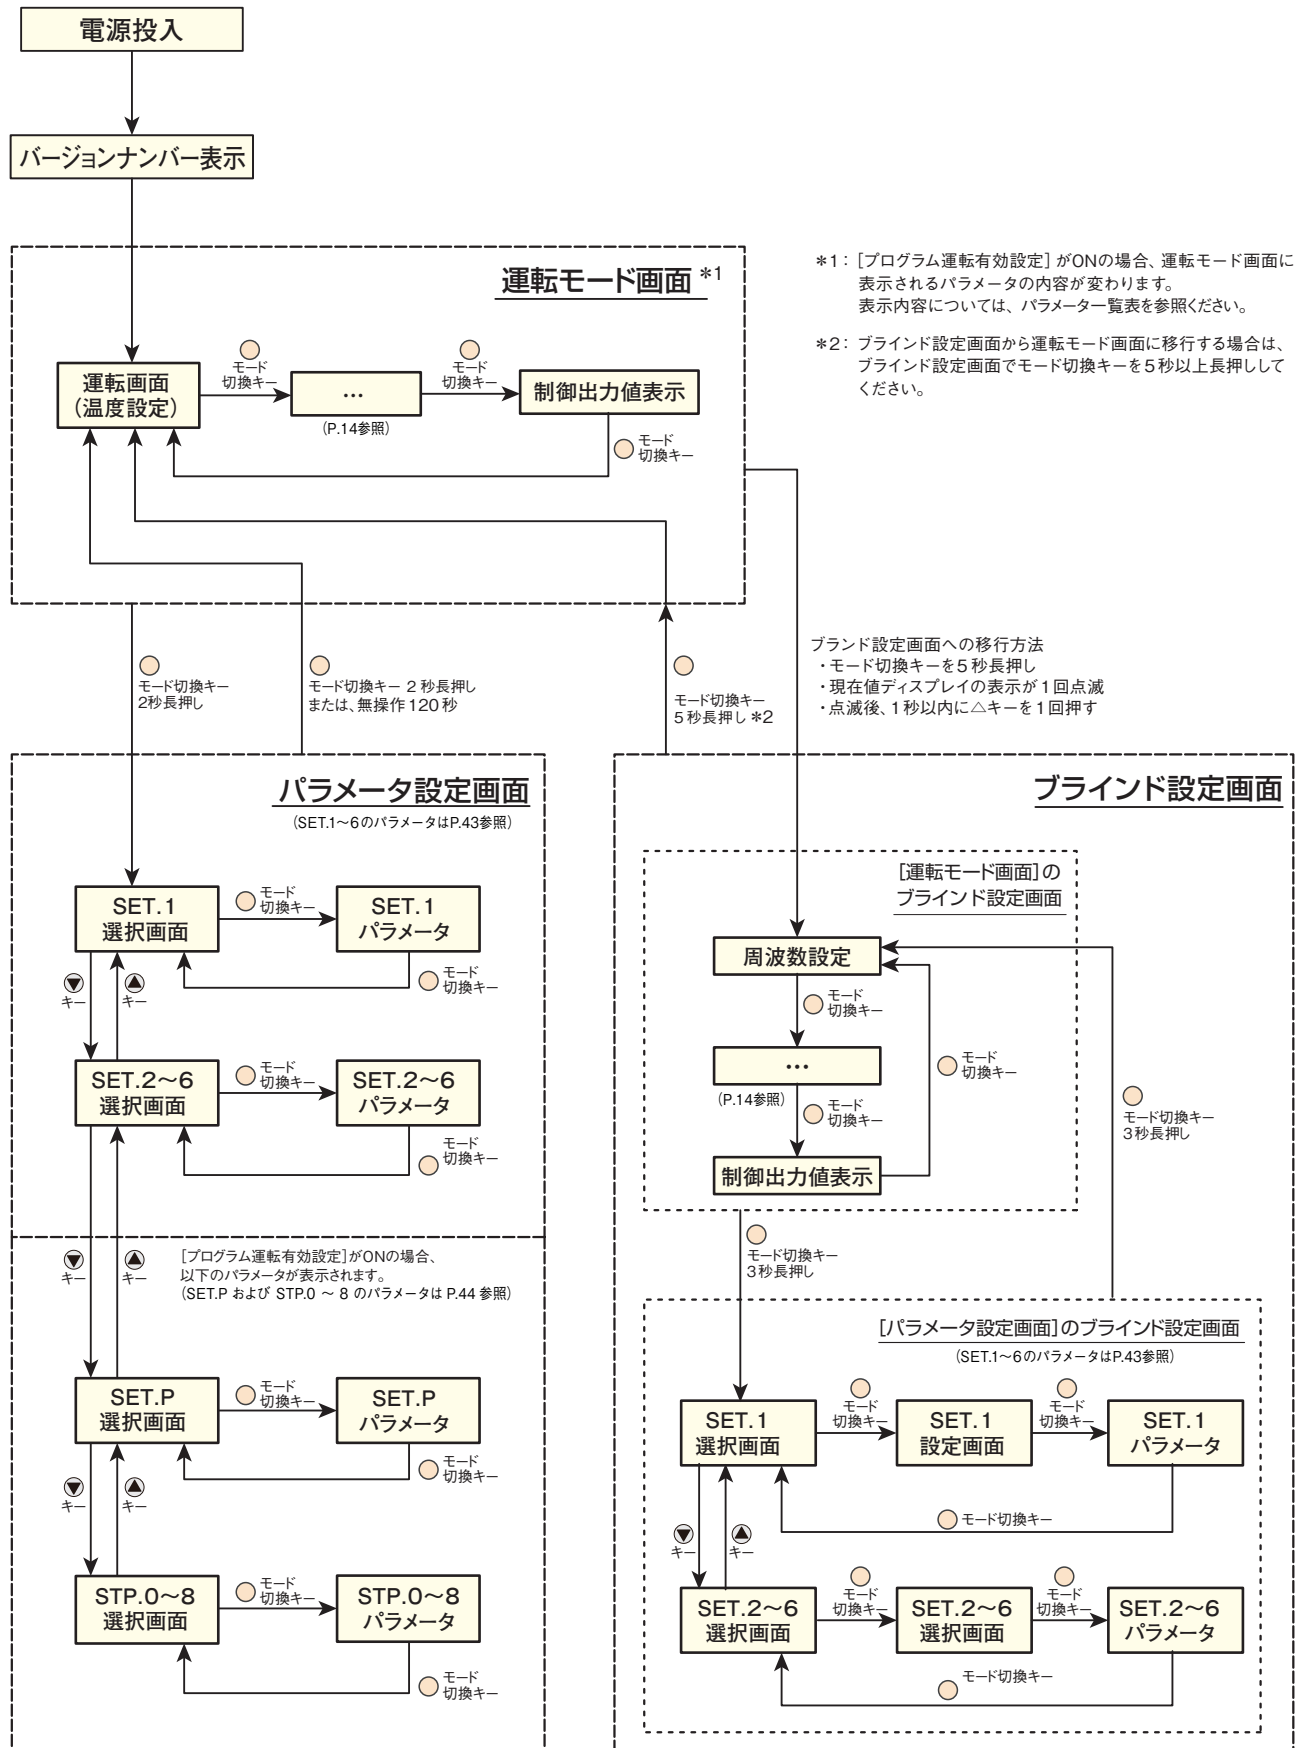 電源投入
バージョンナンバー表示
運転モード画面 *1
運転画面
(温度設定)
モード
切換キー
…
(P.14参照)
モード
切換キー
制御出力値表示
モード
切換キー
*1： [プログラム運転有効設定] がONの場合、運転モード画面に
表示されるパラメータの内容が変わります。
表示内容については、パラメータ一覧表を参照ください。
*2： ブラインド設定画面から運転モード画面に移行する場合は、
ブラインド設定画面でモード切換キーを5秒以上長押しして
ください。
モード切換キー
2秒長押し
モード切換キー 2秒長押し
または、無操作120秒
モード切換キー
5秒長押し *2
ブランド設定画面への移行方法
・モード切換キーを5秒長押し
・現在値ディスプレイの表示が1回点滅
・点滅後、1秒以内に△キーを1回押す
パラメータ設定画面
(SET.1～6のパラメータはP.43参照)
SET.1
選択画面
モード
切換キー
SET.1
パラメータ
モード
切換キー
▼
キー
▲
キー
SET.2～6
選択画面
モード
切換キー
SET.2～6
パラメータ
モード
切換キー
▼
キー
▲
キー
[プログラム運転有効設定]がONの場合、
以下のパラメータが表示されます。
(SET.P および STP.0 ～ 8 のパラメータは P.44 参照)
SET.P
選択画面
モード
切換キー
SET.P
パラメータ
モード
切換キー
▼
キー
▲
キー
STP.0～8
選択画面
モード
切換キー
STP.0～8
パラメータ
モード
切換キー
ブラインド設定画面
[運転モード画面]の
ブラインド設定画面
周波数設定
モード
切換キー
…
(P.14参照)
モード
切換キー
制御出力値表示
モード
切換キー
モード切換キー
3秒長押し
モード切換キー
3秒長押し
[パラメータ設定画面]のブラインド設定画面
(SET.1～6のパラメータはP.43参照)
SET.1
選択画面
モード
切換キー
SET.1
設定画面
モード
切換キー
SET.1
パラメータ
モード切換キー
▼
キー
▲
キー
SET.2～6
選択画面
モード
切換キー
SET.2～6
選択画面
モード
切換キー
SET.2～6
パラメータ
モード切換キー